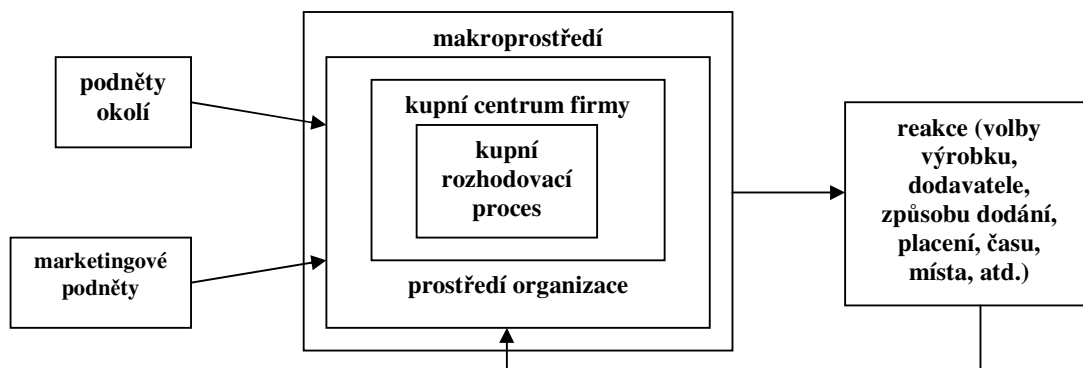 makroprostředí
podněty
okolí
kupní centrum firmy
kupní
rozhodovací
proces
marketingové
podněty
prostředí organizace
reakce (volby
výrobku,
dodavatele,
způsobu dodání,
placení, času,
místa, atd.)